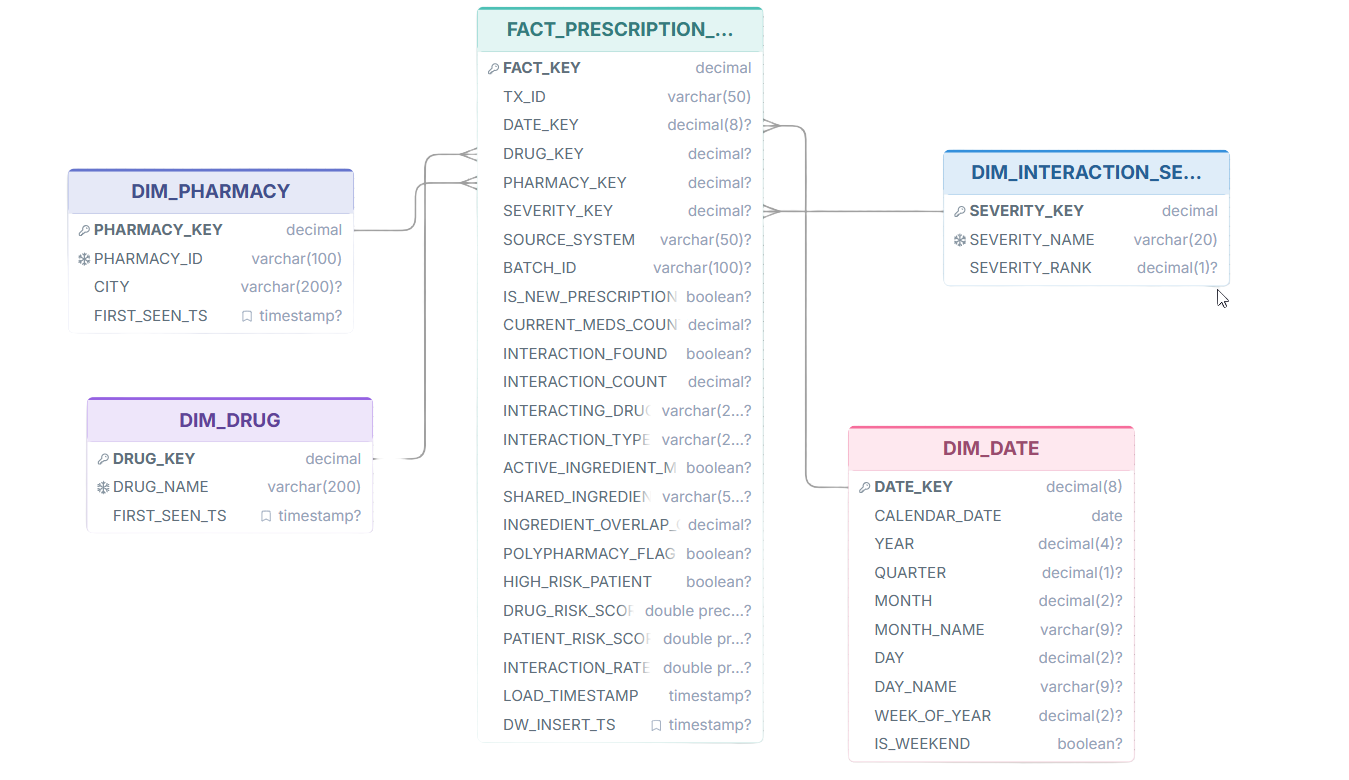 FACT_PRESCRIPTION_...
FACT_KEY decimal
TX_ID varchar(50)
DATE_KEY decimal(8)?
DRUG_KEY decimal?
PHARMACY_KEY decimal?
SEVERITY_KEY decimal?
SOURCE_SYSTEM varchar(50)?
BATCH_ID varchar(100)?
IS_NEW_PRESCRIPTION boolean?
CURRENT_MEDS_COUN decimal?
INTERACTION_FOUND boolean?
INTERACTION_COUNT decimal?
INTERACTING_DRUG varchar(2...?
INTERACTION_TYPE varchar(2...?
ACTIVE_INGREDIENT_M boolean?
SHARED_INGREDIEN varchar(5...?
INGREDIENT_OVERLAP_ decimal?
POLYPHARMACY_FLAG boolean?
HIGH_RISK_PATIENT boolean?
DRUG_RISK_SCOR double prec...?
PATIENT_RISK_SCO double pr...?
INTERACTION_RATE double pr...?
LOAD_TIMESTAMP timestamp?
DW_INSERT_TS timestamp?
DIM_PHARMACY
PHARMACY_KEY decimal
PHARMACY_ID varchar(100)
CITY varchar(200)?
FIRST_SEEN_TS timestamp?
DIM_DRUG
DRUG_KEY decimal
DRUG_NAME varchar(200)
FIRST_SEEN_TS timestamp?
DIM_INTERACTION_SE...
SEVERITY_KEY decimal
SEVERITY_NAME varchar(20)
SEVERITY_RANK decimal(1)?
DIM_DATE
DATE_KEY decimal(8)
CALENDAR_DATE date
YEAR decimal(4)?
QUARTER decimal(1)?
MONTH decimal(2)?
MONTH_NAME varchar(9)?
DAY decimal(2)?
DAY_NAME varchar(9)?
WEEK_OF_YEAR decimal(2)?
IS_WEEKEND boolean?